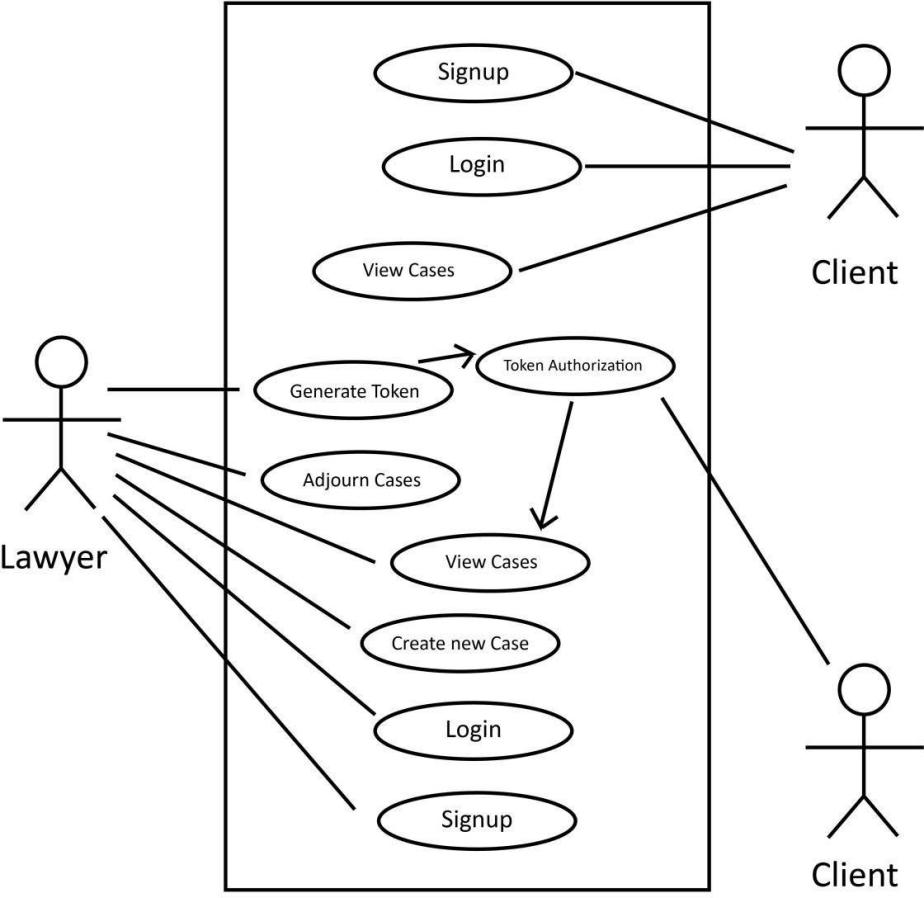 Signup
Login
View Cases
Client
Token Authorization
Generate Token
Adjourn Cases
Lawyer
View Cases
Create new Case
Login
Signup
Client